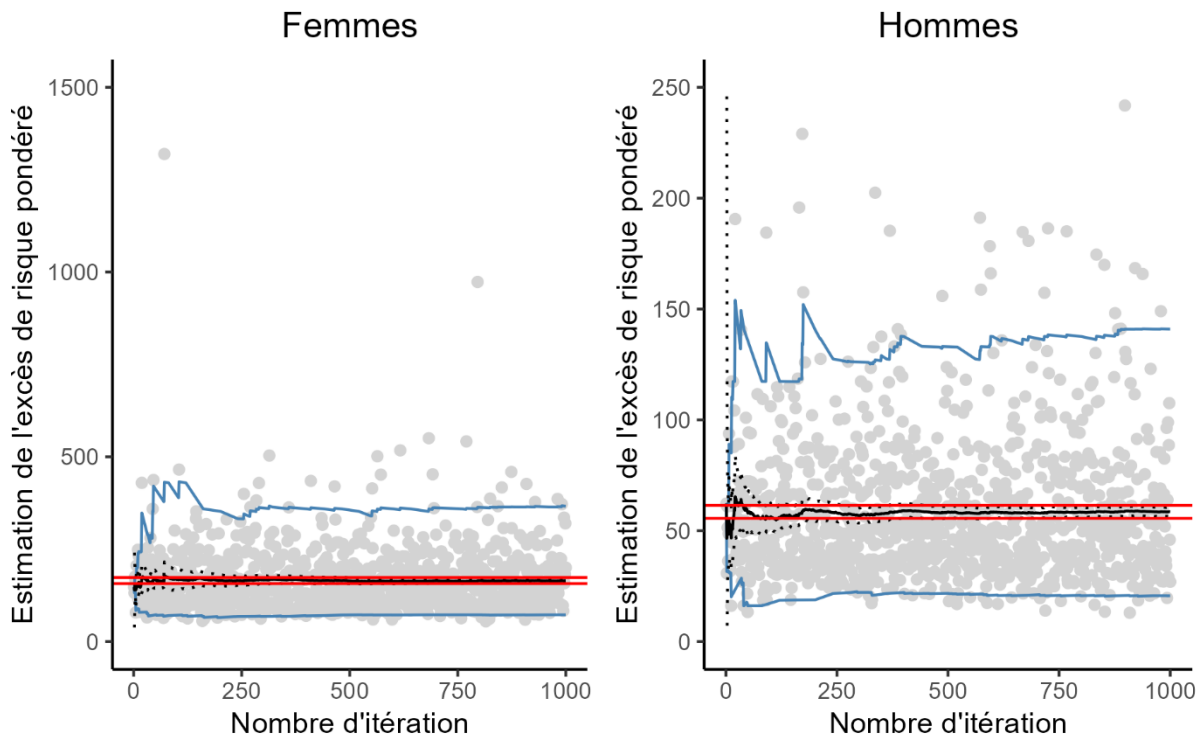 Femmes
Estimation de l'excès de risque pondéré
1500
1000
500
0
0 250 500 750 1000
Nombre d'itération
Hommes
Estimation de l'excès de risque pondéré
250
200
150
100
50
0
0 250 500 750 1000
Nombre d'itération